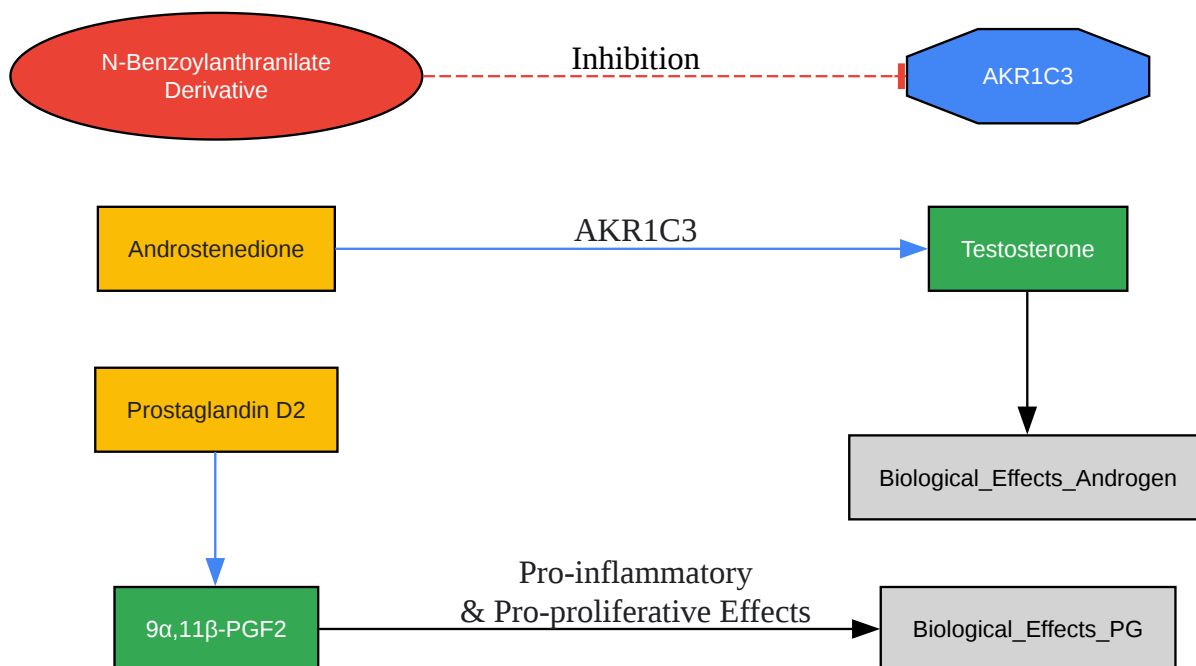 N-Benzoylanthranilate
Derivative
Inhibition
AKR1C3
Androstenedione
AKR1C3
Testosterone
Prostaglandin D2
Biological_Effects_Androgen
9α,11β-PGF2
Pro-inflammatory
& Pro-proliferative Effects
Biological_Effects_PG